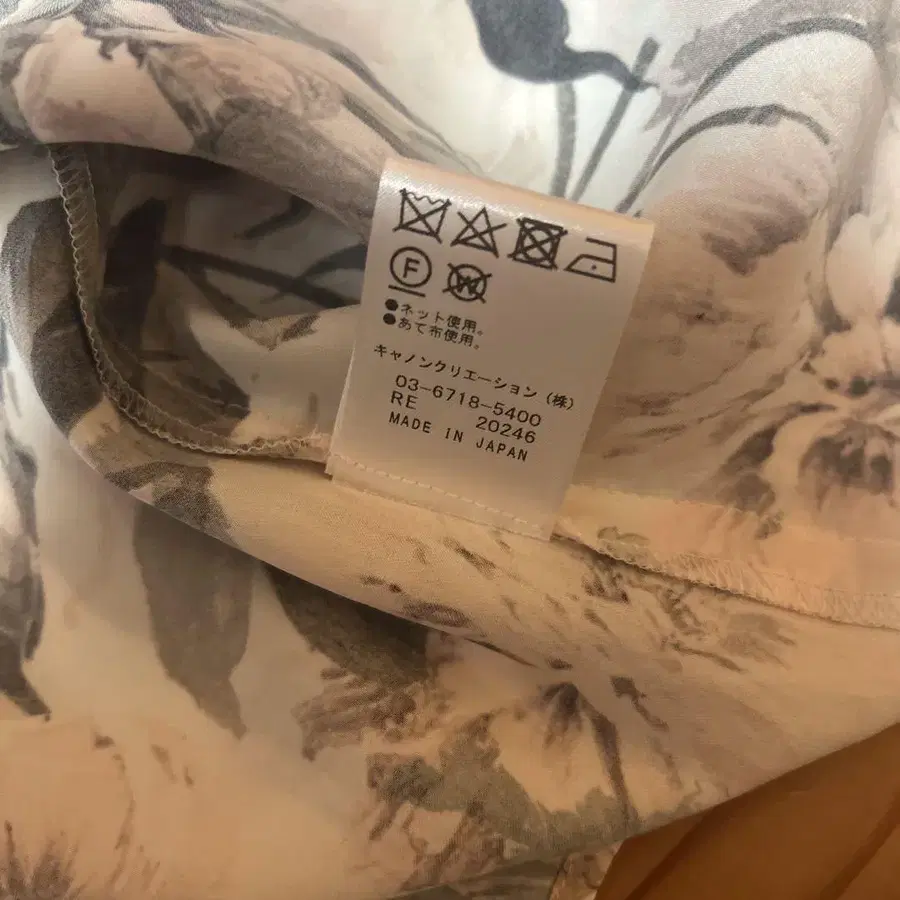 F
W
●ネット使用。
●あて布使用。
キャノンクリエーション（株）
03-6718-5400
RE 20246
MADE IN JAPAN